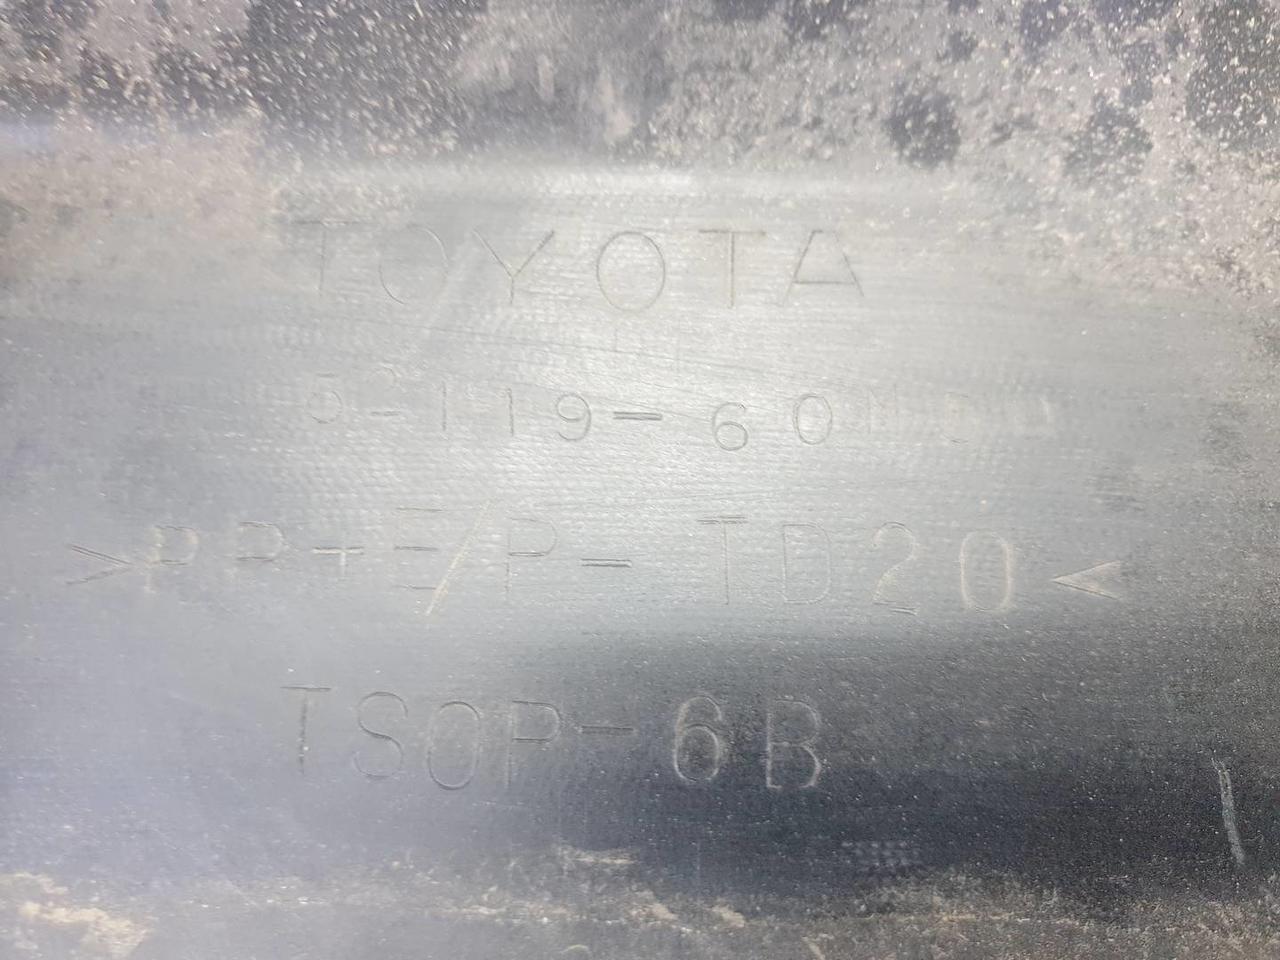 TOYOTA
52119-60
>PP+E/P-TD20<
TSOP-6B